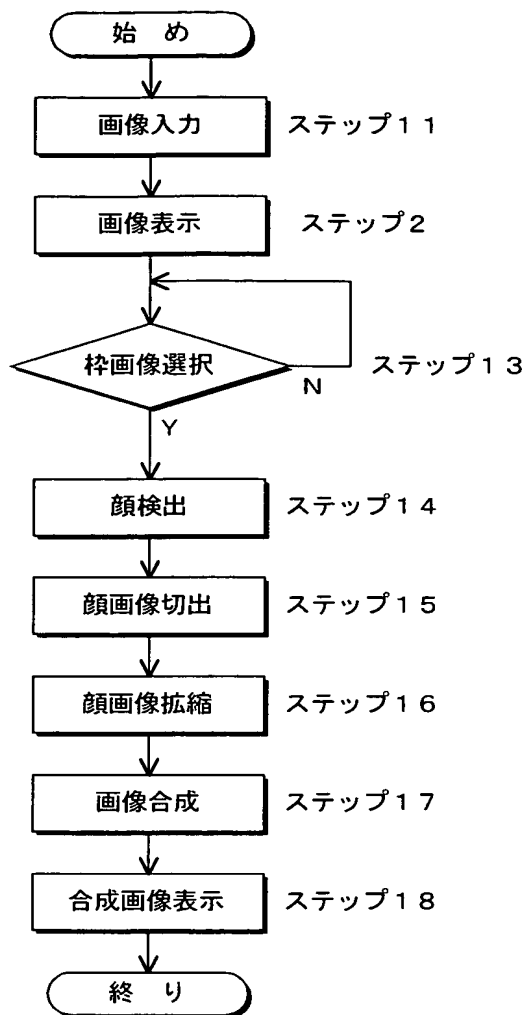 始　め
画像入力　ステップ１１
画像表示　ステップ２
枠画像選択　ステップ１３
N
Y
顔検出　ステップ１４
顔画像切出　ステップ１５
顔画像拡縮　ステップ１６
画像合成　ステップ１７
合成画像表示　ステップ１８
終　り